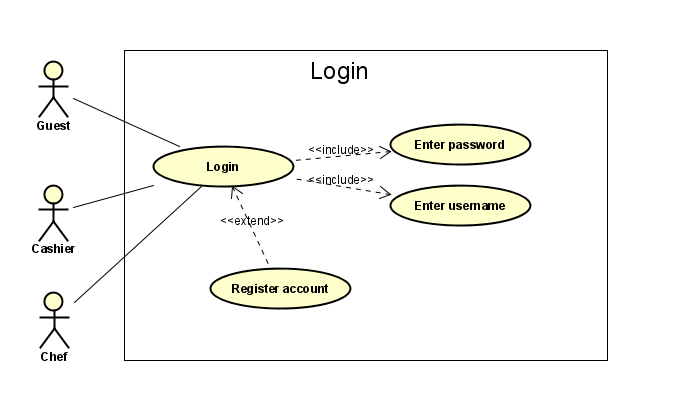 Login
Guest
Login
<<include>>
Enter password
<<include>>
Enter username
Cashier
<<extend>>
Register account
Chef